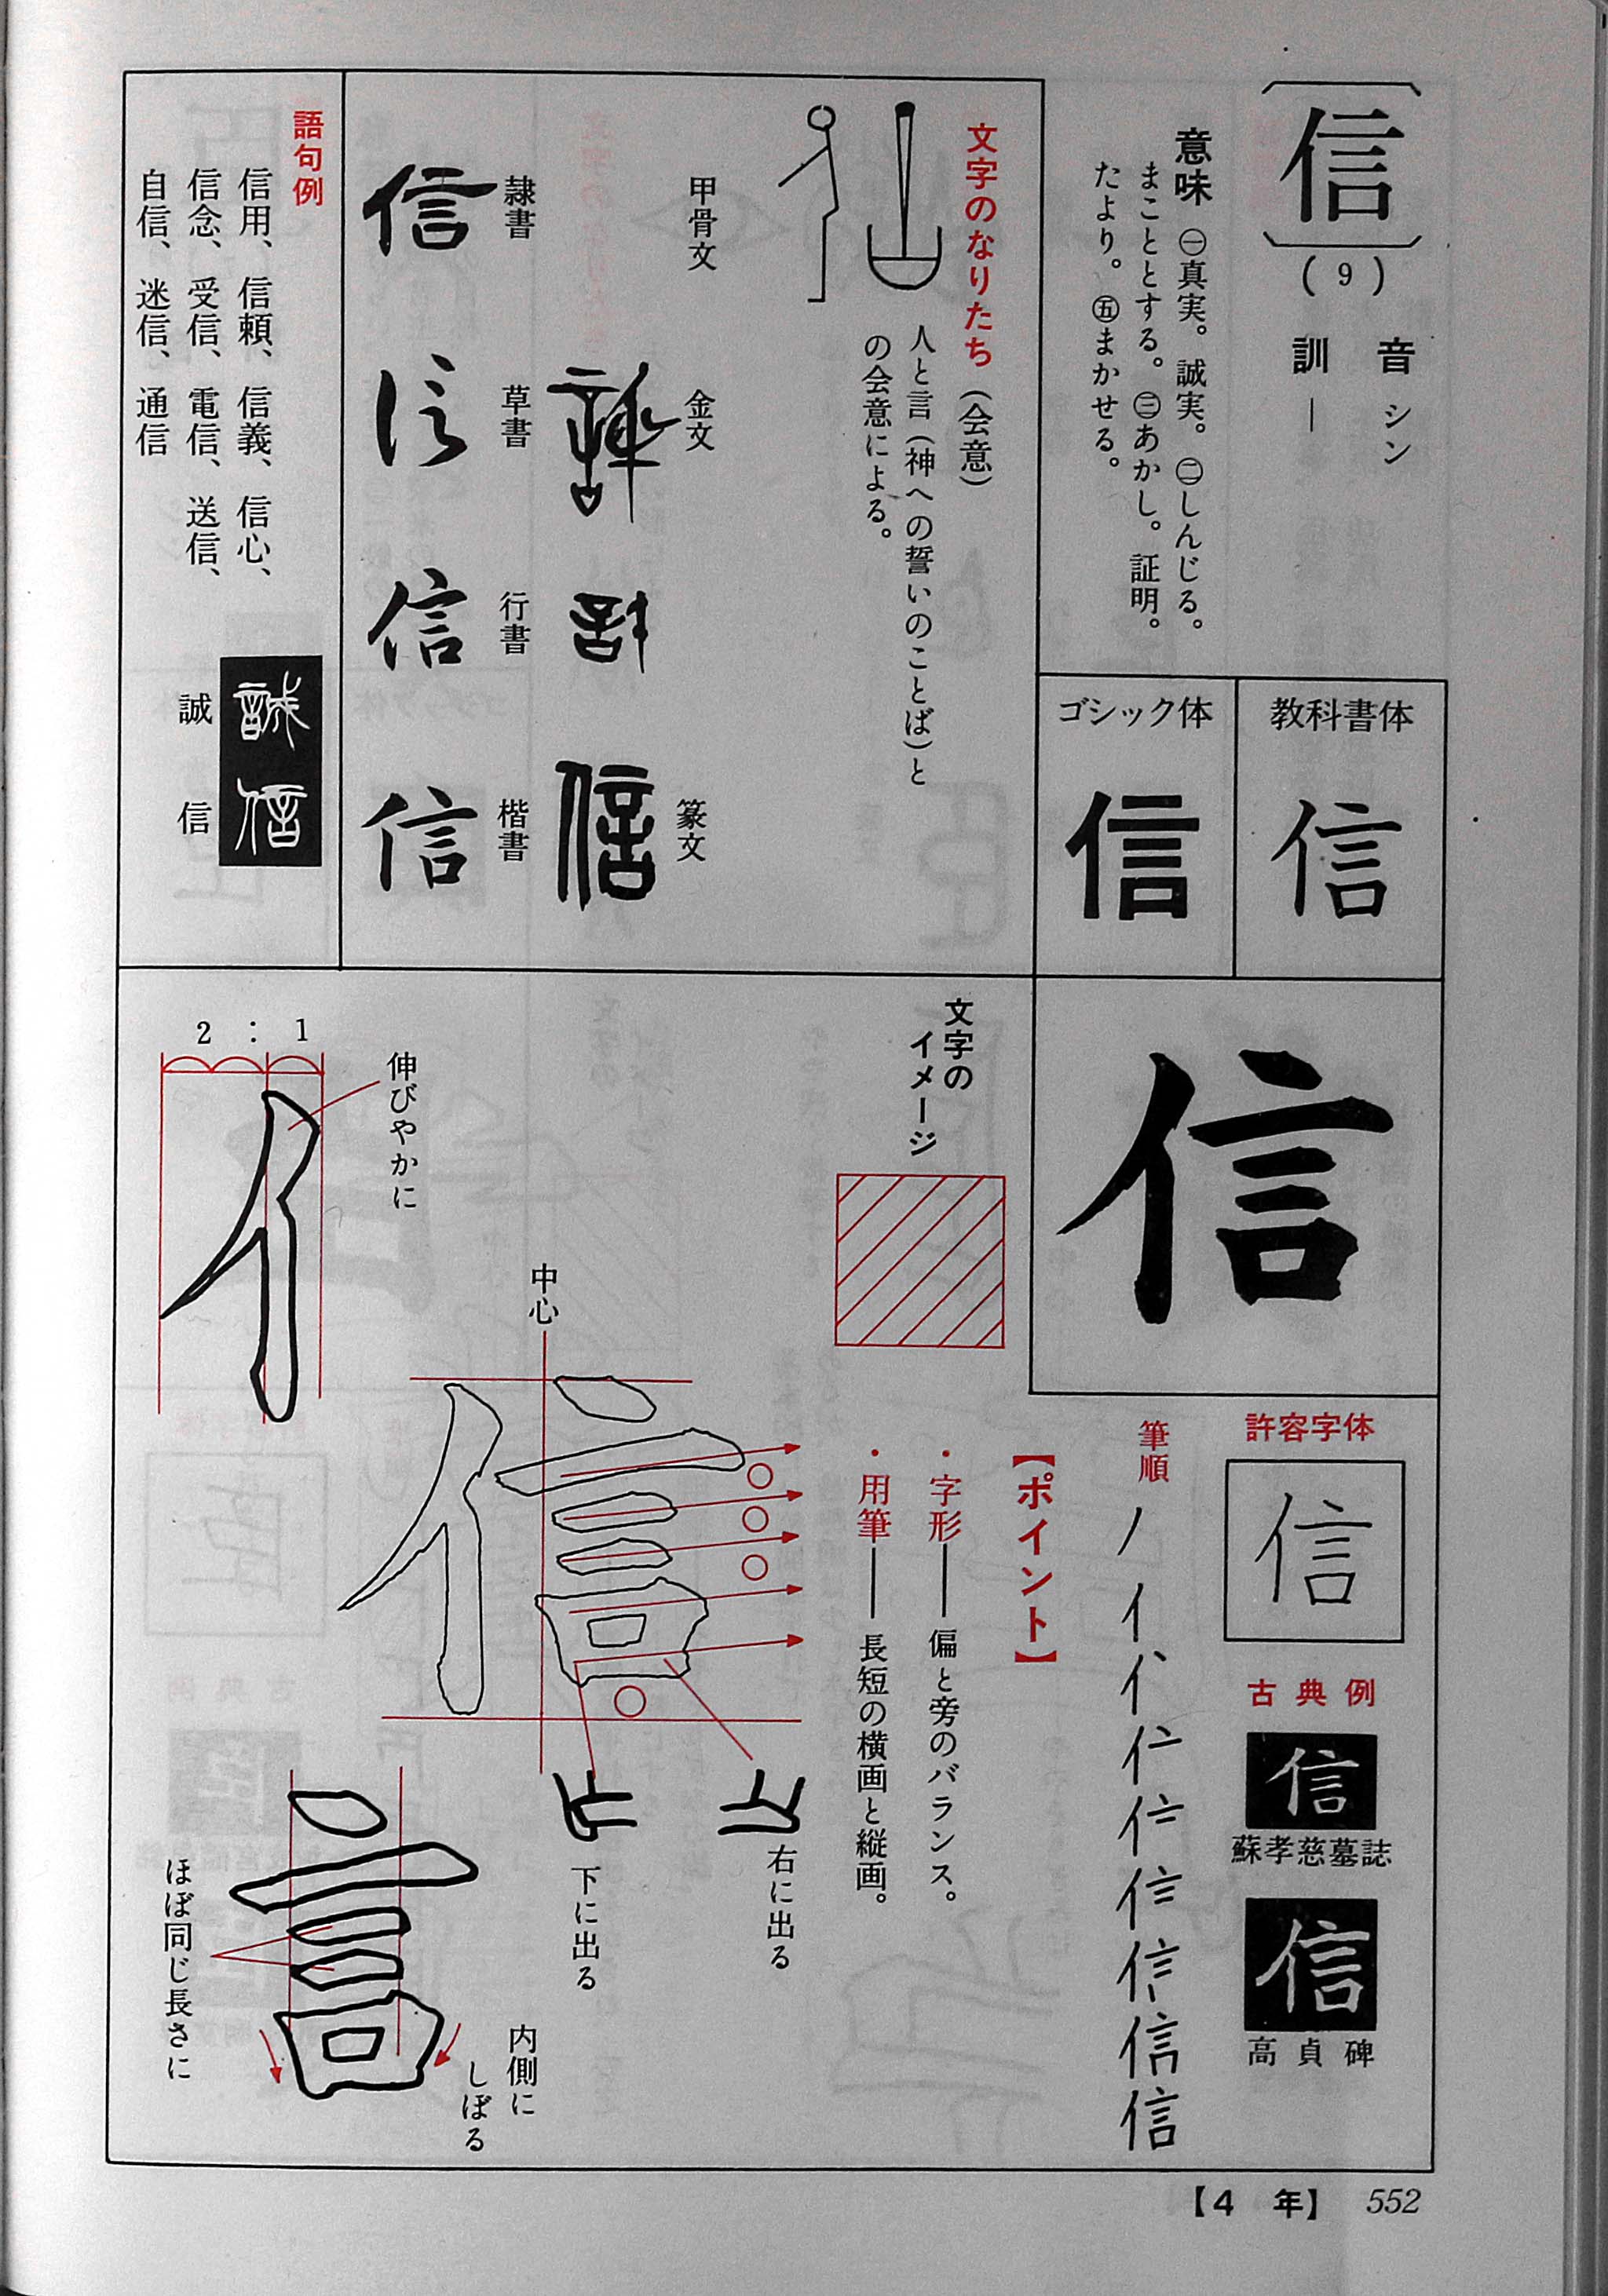 信
(9)
音 シン
訓 ―
意味 ㊀真実。誠実。㊁しんじる。
まこととする。㊂あかし。証明。
たより。㊄まかせる。
教科書体
信
ゴシック体
信
文字のなりたち(会意)
人と言(神への誓いのことば)と
の会意による。
甲骨文
金文
篆文
隷書
信
草書
信
行書
信
楷書
信
語句例
信用、信頼、信義、信心、
信念、受信、電信、送信、
自信、迷信、通信
誠信
誠信
信
許容字体
信
古典例
信
蘇孝慈墓誌
信
高貞碑
筆順
【ポイント】
・字形――偏と旁のバランス。
・用筆――長短の横画と縦画。
文字の
イメージ
中心
右に出る
下に出る
2:1
伸びやかに
内側に
しぼる
ほぼ同じ長さに
【4年】 552